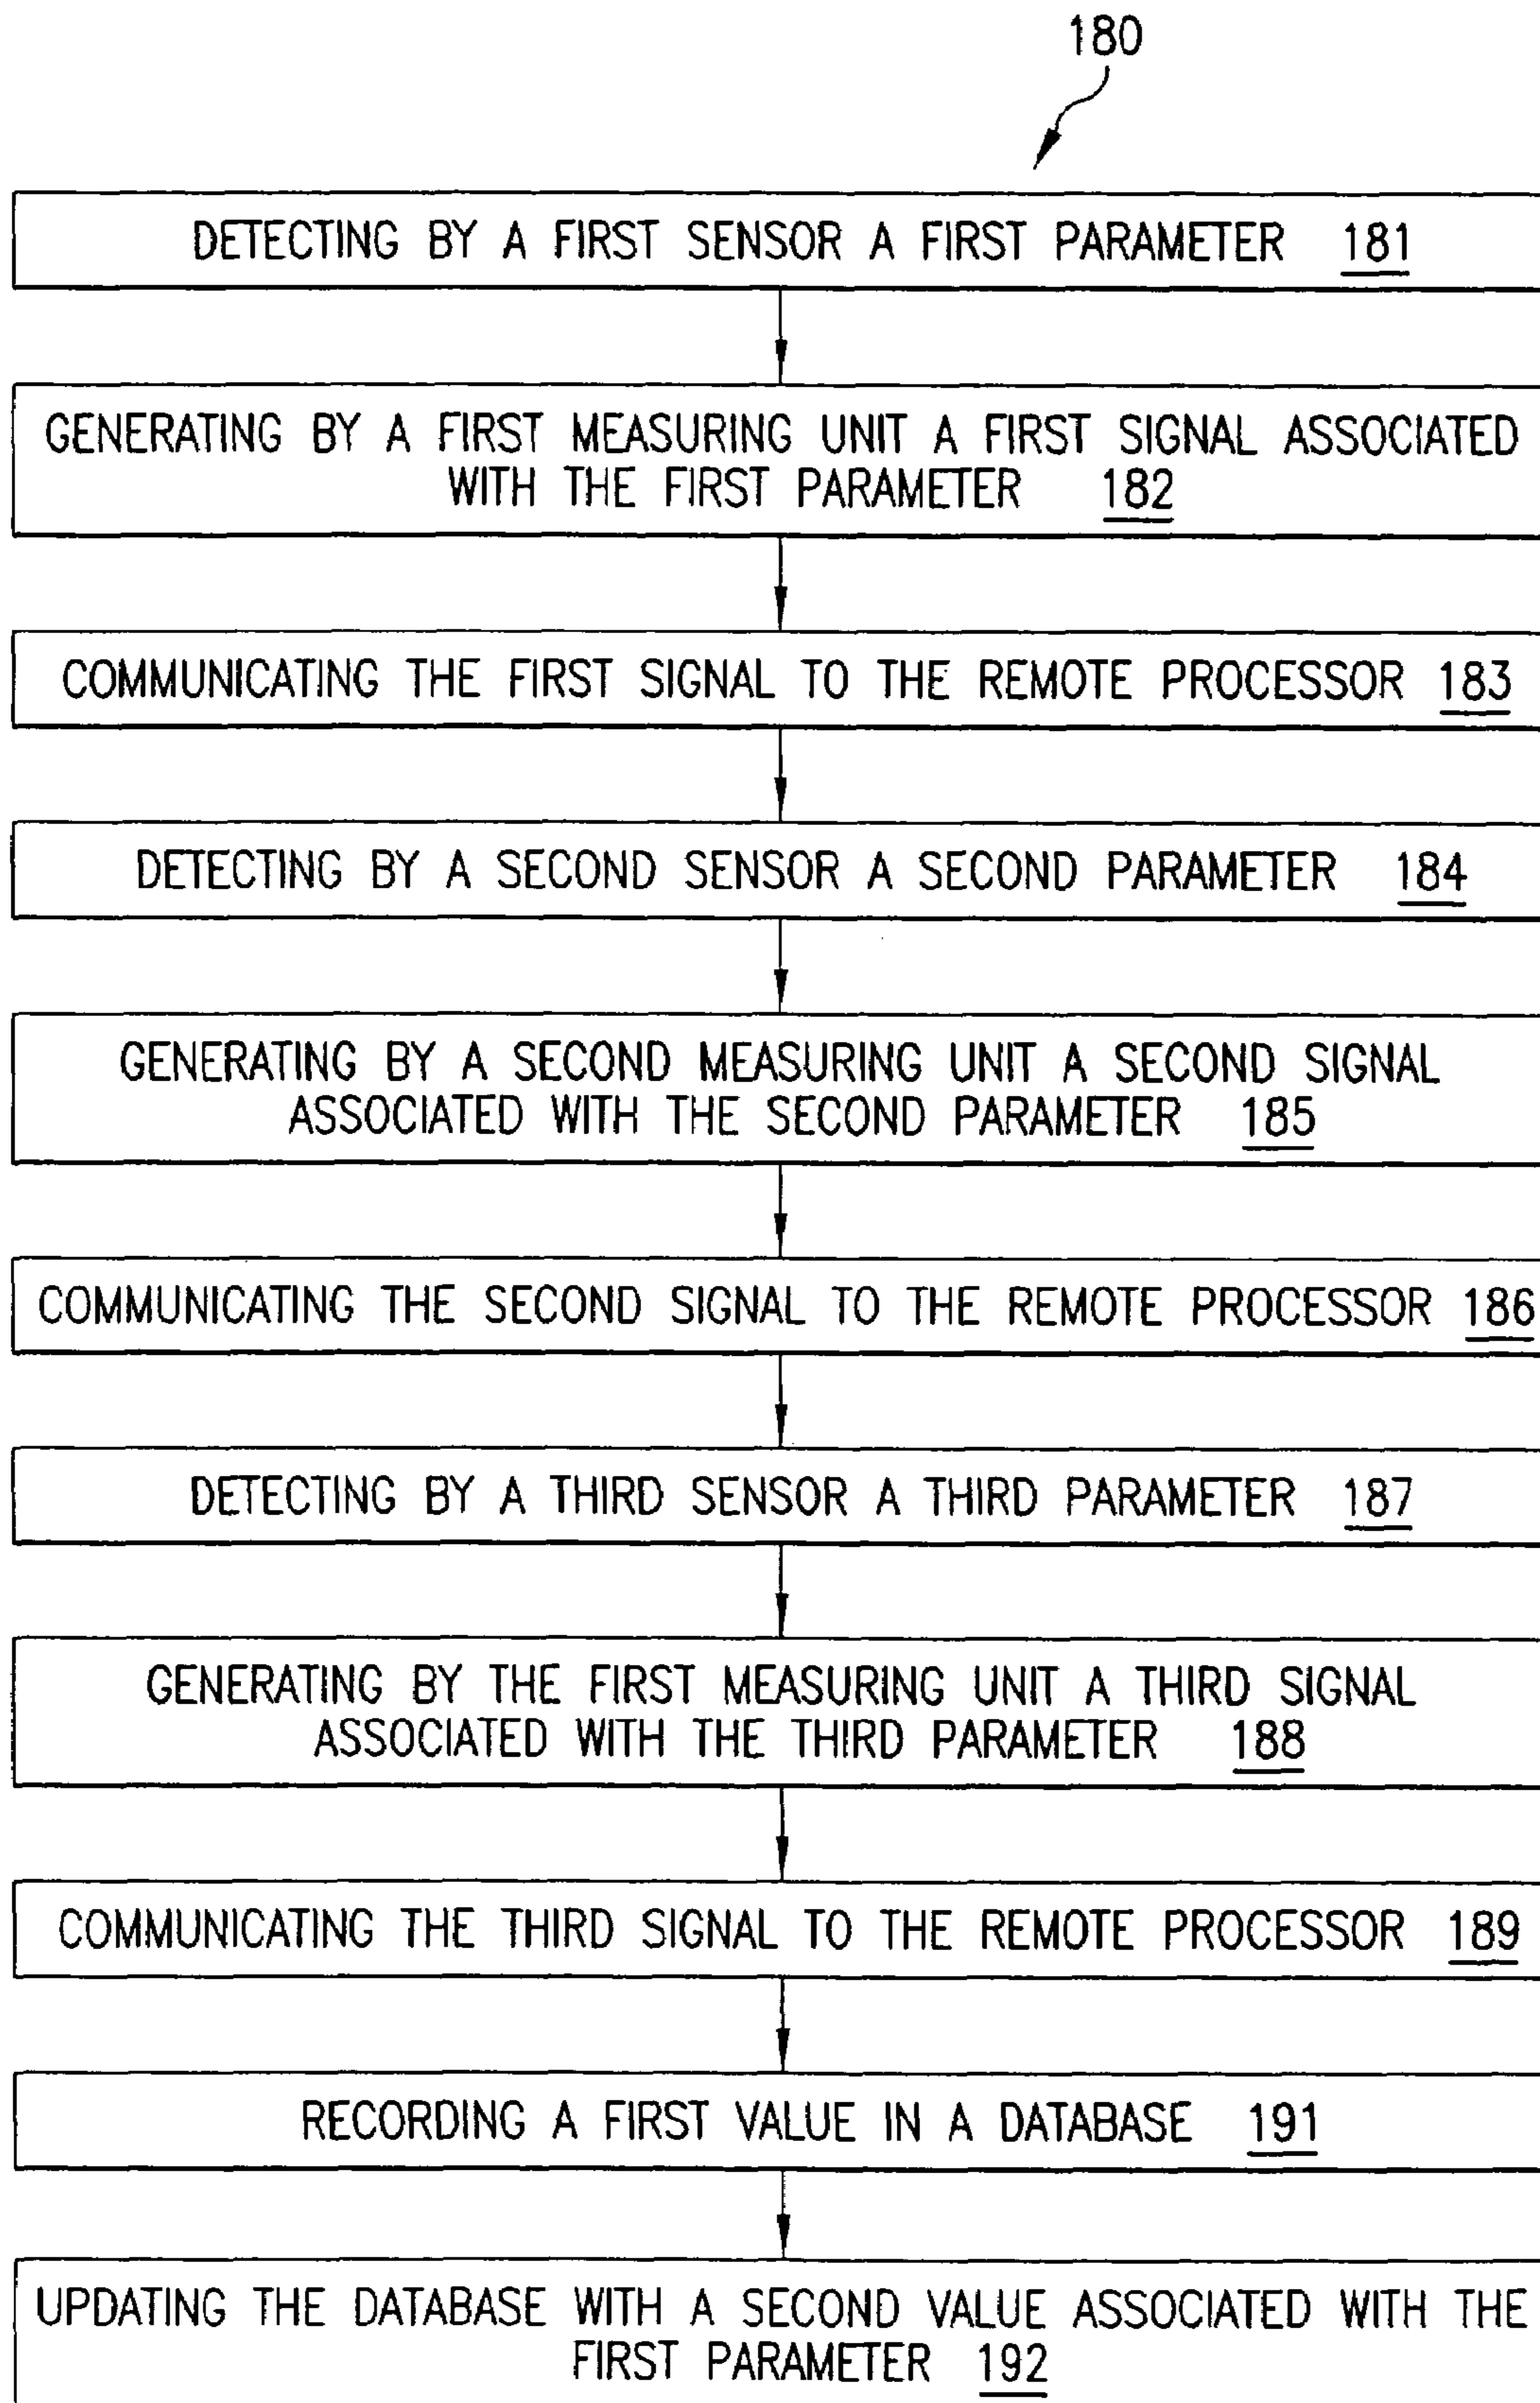 180
DETECTING BY A FIRST SENSOR A FIRST PARAMETER 181
GENERATING BY A FIRST MEASURING UNIT A FIRST SIGNAL ASSOCIATED
WITH THE FIRST PARAMETER 182
COMMUNICATING THE FIRST SIGNAL TO THE REMOTE PROCESSOR 183
DETECTING BY A SECOND SENSOR A SECOND PARAMETER 184
GENERATING BY A SECOND MEASURING UNIT A SECOND SIGNAL
ASSOCIATED WITH THE SECOND PARAMETER 185
COMMUNICATING THE SECOND SIGNAL TO THE REMOTE PROCESSOR 186
DETECTING BY A THIRD SENSOR A THIRD PARAMETER 187
GENERATING BY THE FIRST MEASURING UNIT A THIRD SIGNAL
ASSOCIATED WITH THE THIRD PARAMETER 188
COMMUNICATING THE THIRD SIGNAL TO THE REMOTE PROCESSOR 189
RECORDING A FIRST VALUE IN A DATABASE 191
UPDATING THE DATABASE WITH A SECOND VALUE ASSOCIATED WITH THE
FIRST PARAMETER 192